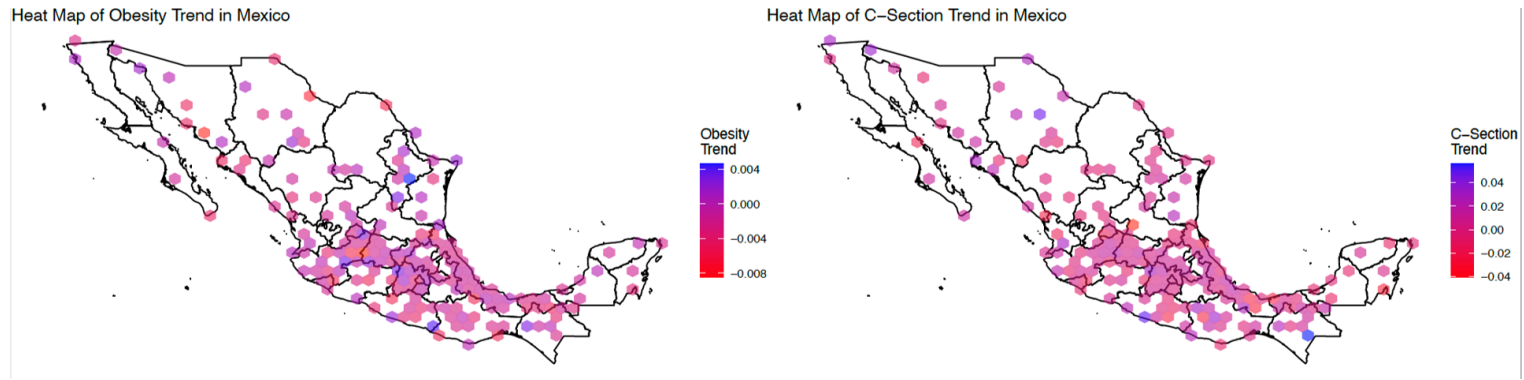 Heat Map of Obesity Trend in Mexico
Obesity
Trend
0.004
0.000
−0.004
−0.008
Heat Map of C−Section Trend in Mexico
C−Section
Trend
0.04
0.02
0.00
−0.02
−0.04